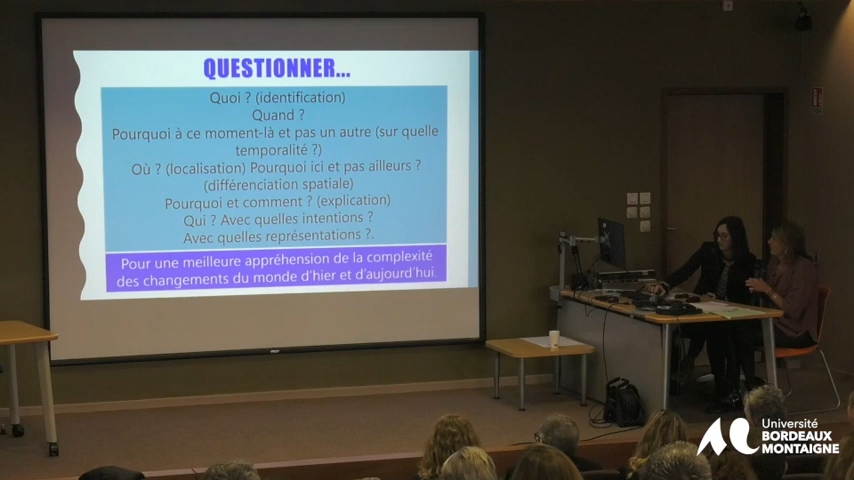 QUESTIONNER...
Quoi ? (identification)
Quand ?
Pourquoi à ce moment-là et pas un autre (sur quelle
temporalité ?)
Où ? (localisation) Pourquoi ici et pas ailleurs ?
(différenciation spatiale)
Pourquoi et comment ? (explication)
Qui ? Avec quelles intentions ?
Avec quelles représentations ?.
Pour une meilleure appréhension de la complexité
des changements du monde d'hier et d'aujourd'hui.
Université
BORDEAUX
MONTAIGNE